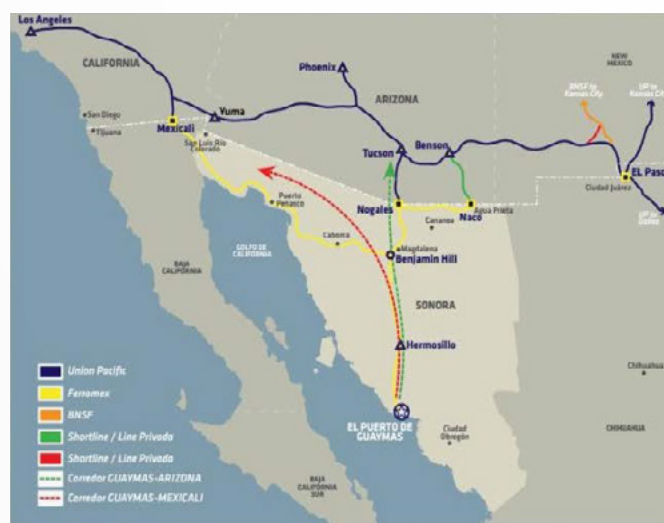 Los Angeles
CALIFORNIA
Phoenix
ARIZONA
NEW
MEXICO
BNSF to
Kansas City
UP to
Kansas City
San Diego
Tijuana
Mexicali
Yuma
San Luis Río
Colorado
Tucson
Benson
EL Paso
Ciudad Juárez
UP to
Puerto
Peñasco
Nogales
Naco
Agua Prieta
Cananea
Caborca
Magdalena
Benjamin Hill
GOLFO DE
CALIFORNIA
BAJA
CALIFORNIA
SONORA
Hermosillo
EL PUERTO DE
GUAYMAS
Ciudad
Obregón
Chihuahua
CHIHUAHUA
BAJA
CALIFORNIA
SUR
Union Pacific
Ferromex
BNSF
Shortline / Line Privada
Shortline / Line Privada
Corredor GUAYMAS-ARIZONA
Corredor GUAYMAS-MEXICALI